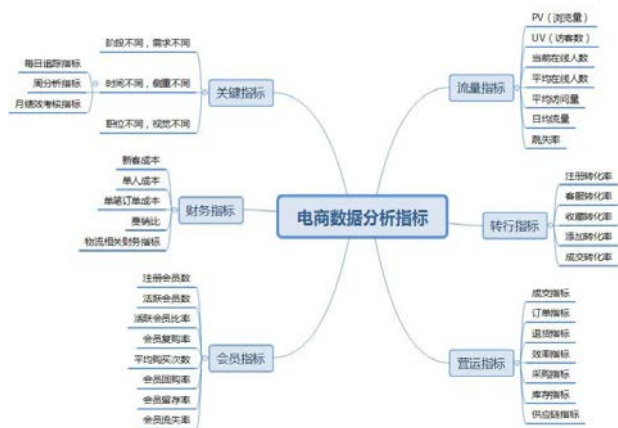 电商数据分析指标
关键指标
阶段不同，需求不同
时间不同，侧重不同
每日追踪指标
周分析指标
月绩效考核指标
职位不同，视觉不同
财务指标
新客成本
单人成本
单笔订单成本
费销比
物流相关财务指标
会员指标
注册会员数
活跃会员数
活跃会员比率
会员复购率
平均购买次数
会员回购率
会员留存率
会员流失率
流量指标
PV（浏览量）
UV（访客数）
当前在线人数
平均在线人数
平均访问量
日均流量
跳失率
转行指标
注册转化率
客服转化率
收藏转化率
添加转化率
成交转化率
营运指标
成交指标
订单指标
退货指标
效率指标
采购指标
库存指标
供应链指标